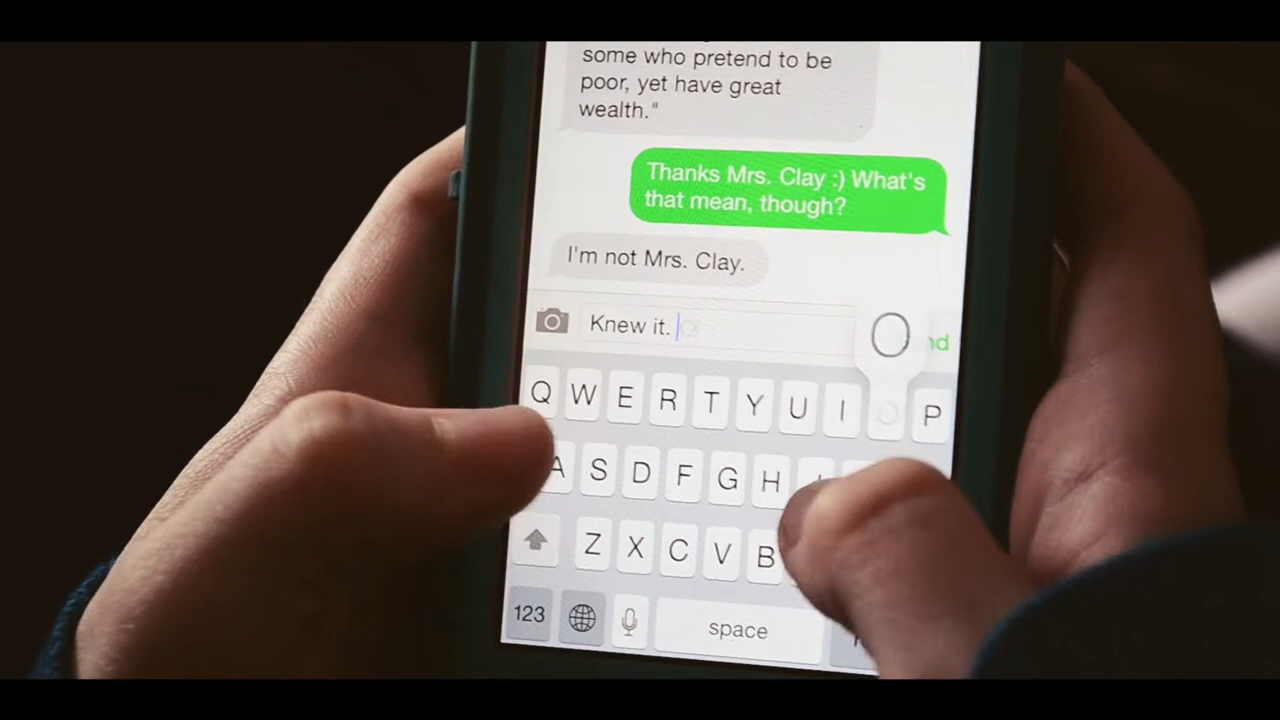 some who pretend to be
poor, yet have great
wealth."
Thanks Mrs. Clay :) What's
that mean, though?
I'm not Mrs. Clay.
Knew it.
O
nd
Q W E R T Y U I O P
A S D F G H
Z X C V B
123
space